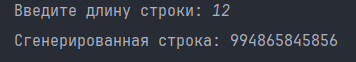 Введите длину строки: 12
Сгенерированная строка: 994865845856